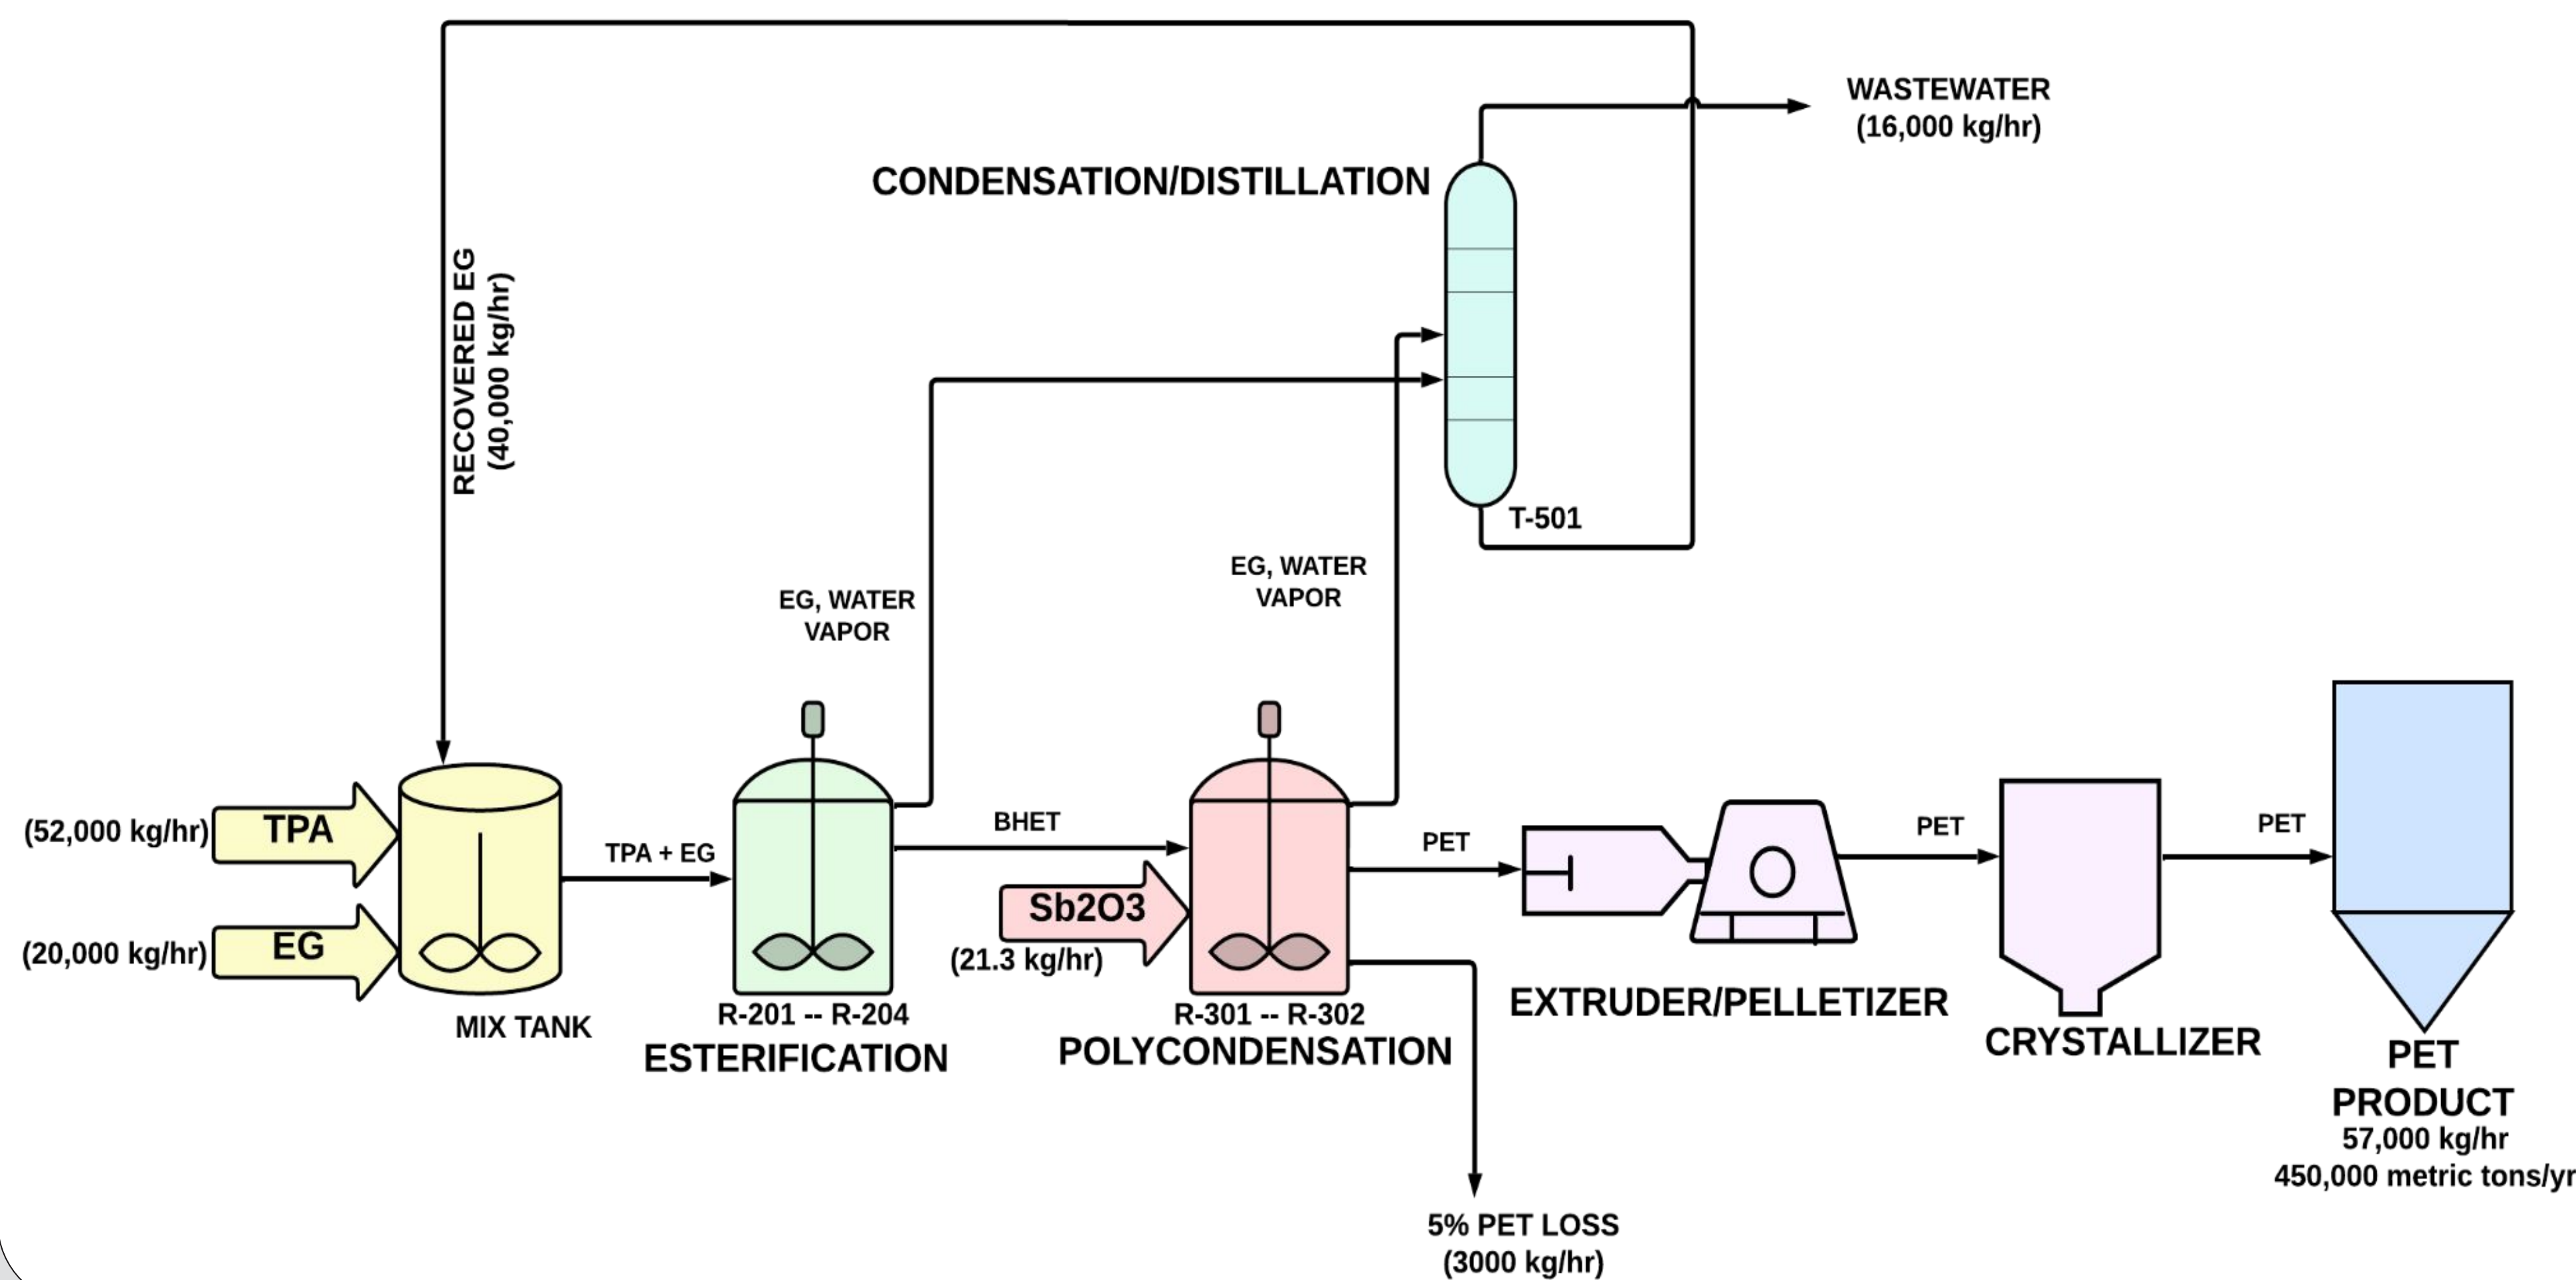 WASTEWATER
(16,000 kg/hr)
CONDENSATION/DISTILLATION
RECOVERED EG
(40,000 kg/hr)
T-501
EG, WATER
VAPOR
EG, WATER
VAPOR
(52,000 kg/hr)
TPA
(20,000 kg/hr)
EG
MIX TANK
TPA + EG
R-201 -- R-204
ESTERIFICATION
BHET
Sb2O3
(21.3 kg/hr)
R-301 -- R-302
POLYCONDENSATION
PET
EXTRUDER/PELLETIZER
PET
CRYSTALLIZER
PET
PET
PRODUCT
57,000 kg/hr
450,000 metric tons/yr
5% PET LOSS
(3000 kg/hr)